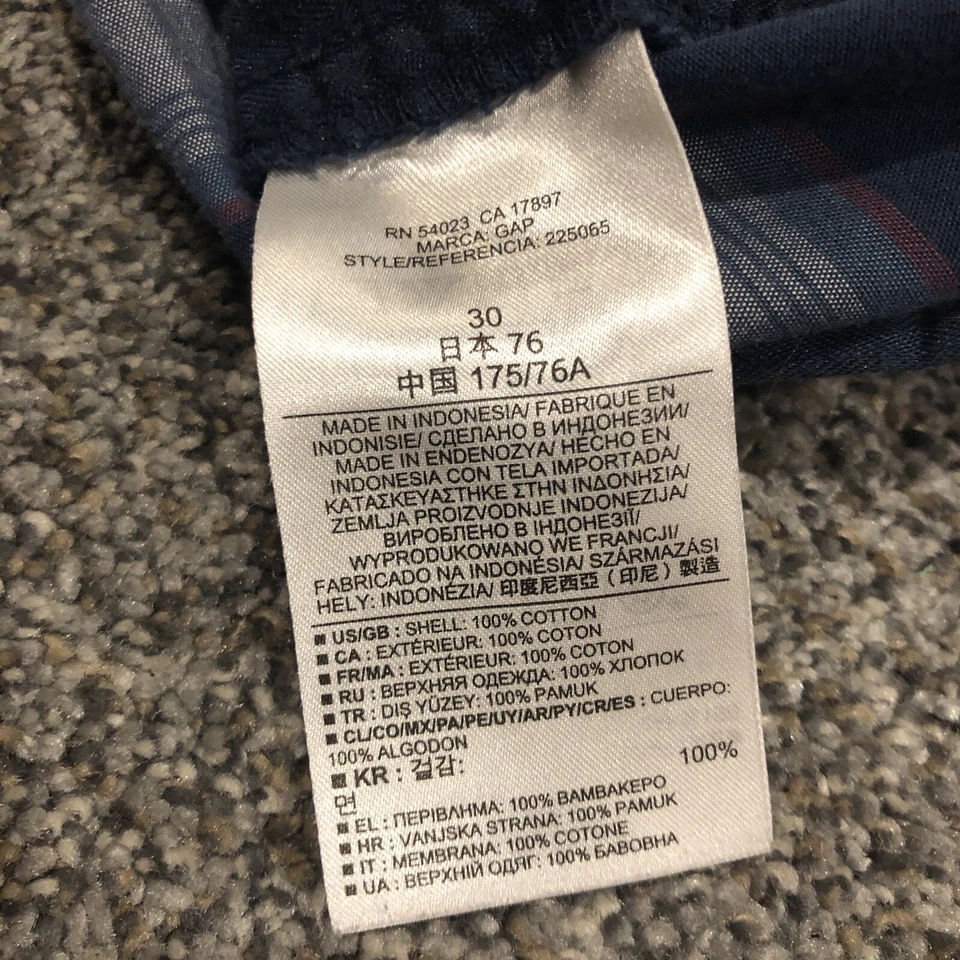 RN 54023 CA 17897
MARCA: GAP
STYLE/REFERENCIA: 225065
30
日本 76
中国 175/76A
MADE IN INDONESIA/ FABRIQUE EN
INDONISIE/ СДЕЛАНО В ИНДОНЕЗИИ/
MADE IN ENDENOZYA/ HECHO EN
INDONESIA CON TELA IMPORTADA/
ΚΑΤΑΣΚΕΥΑΣΤΗΚΕ ΣΤΗΝ ΙΝΔΟΝΗΣΙΑ/
ZEMLJA PROIZVODNJE INDONEZIJA/
ВИРОБЛЕНО В ІНДОНЕЗІЇ/
WYPRODUKOWANO WE FRANCJI/
FABRICADO NA INDONÉSIA/ SZÁRMAZÁSI
HELY: INDONÉZIA/ 印度尼西亞（印尼）製造
■ US/GB : SHELL: 100% COTTON
■ CA : EXTÉRIEUR: 100% COTON
■ FR/MA : EXTÉRIEUR: 100% COTON
■ RU : ВЕРХНЯЯ ОДЕЖДА: 100% ХЛОПОК
■ TR : DIŞ YÜZEY: 100% PAMUK
■ CL/CO/MX/PA/PE/UY/AR/PY/CR/ES : CUERPO:
100% ALGODON
■ KR : 겉감: 100%
면
■ EL : ΠΕΡΙΒΛΗΜΑ: 100% ΒΑΜΒΑΚΕΡΟ
■ HR : VANJSKA STRANA: 100% PAMUK
■ IT : MEMBRANA: 100% COTONE
■ UA : ВЕРХНІЙ ОДЯГ: 100% БАВОВНА